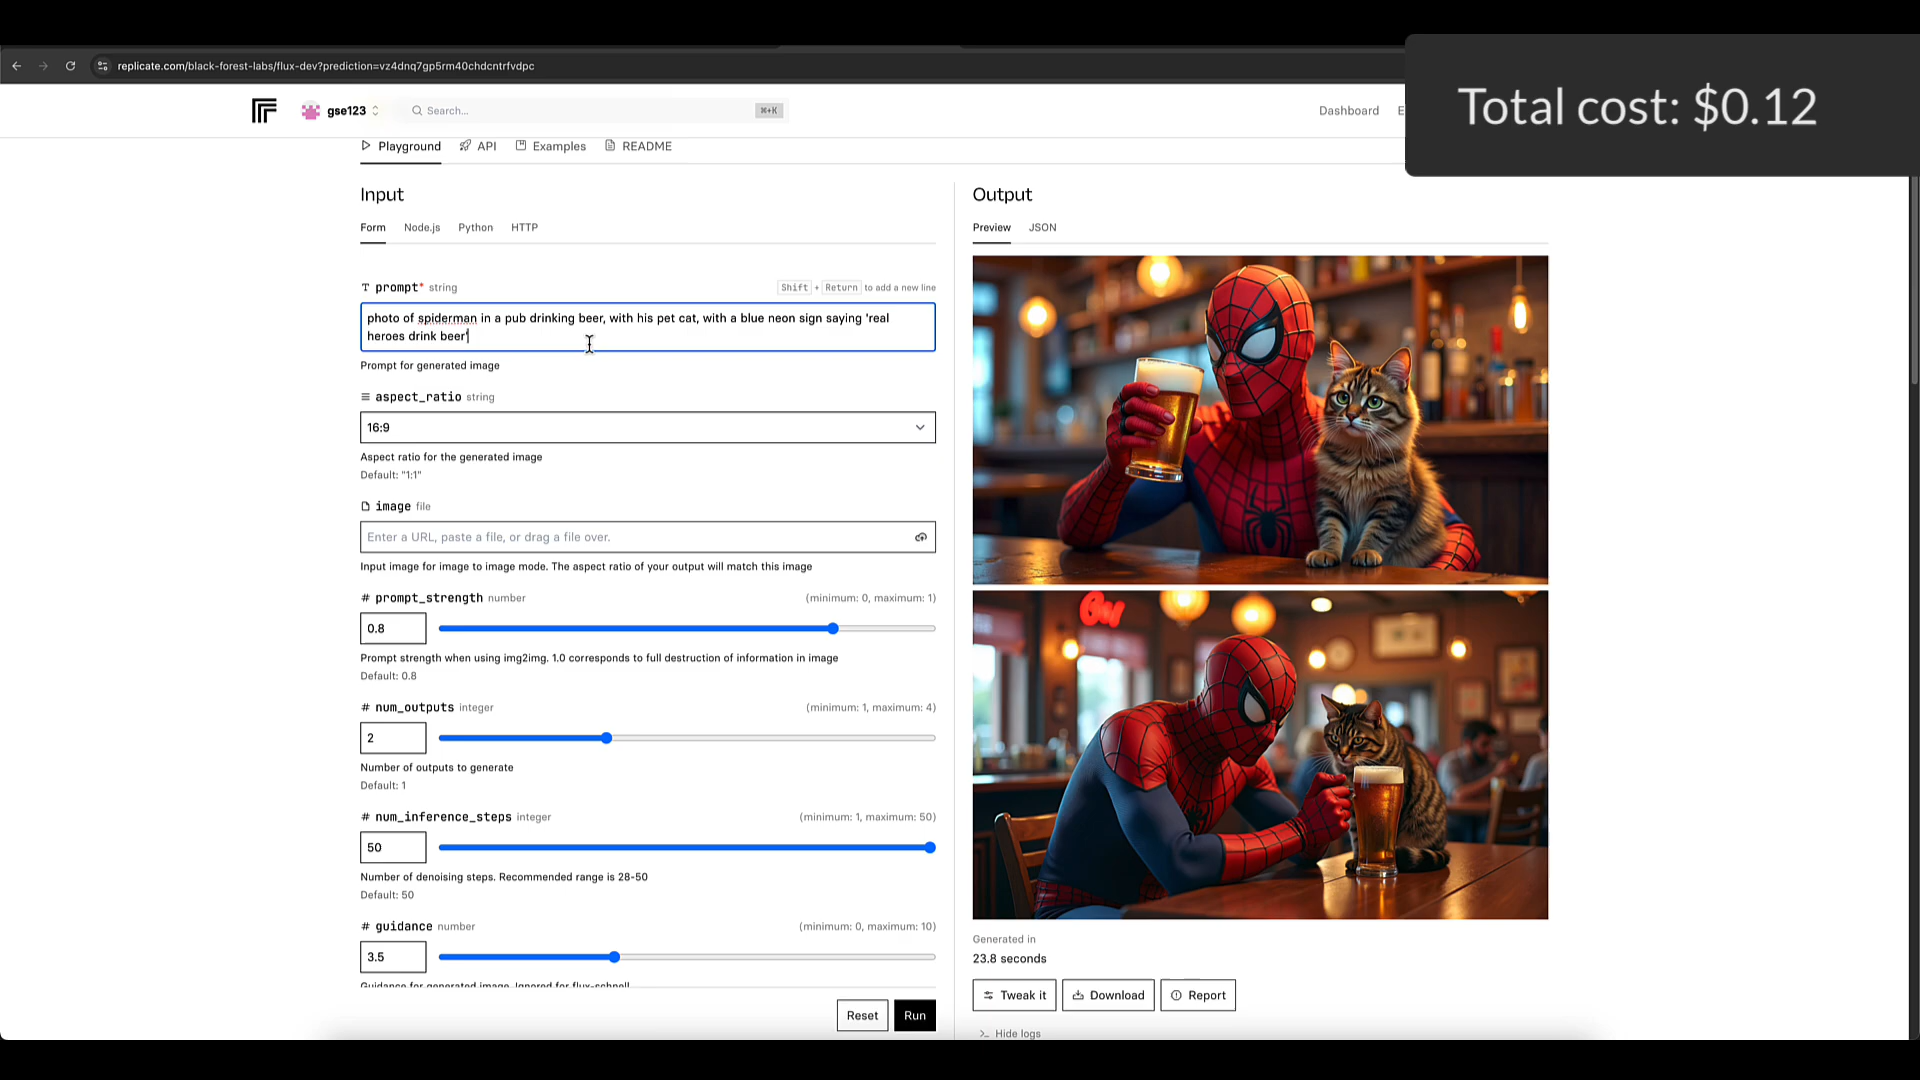 replicate.com/black-forest-labs/flux-dev?prediction=vz4dnq7gp5rm40chdcntrfvdpc
Total cost: $0.12
gse123
Search...
⌘+K
Dashboard
E
Playground
API
Examples
README
Input
Form
Node.js
Python
HTTP
prompt* string
Shift + Return to add a new line
photo of spiderman in a pub drinking beer, with his pet cat, with a blue neon sign saying 'real
heroes drink beer'
Prompt for generated image
aspect_ratio string
16:9
Aspect ratio for the generated image
Default: "1:1"
image file
Enter a URL, paste a file, or drag a file over.
Input image for image to image mode. The aspect ratio of your output will match this image
# prompt_strength number
(minimum: 0, maximum: 1)
0.8
Prompt strength when using img2img. 1.0 corresponds to full destruction of information in image
Default: 0.8
# num_outputs integer
(minimum: 1, maximum: 4)
2
Number of outputs to generate
Default: 1
# num_inference_steps integer
(minimum: 1, maximum: 50)
50
Number of denoising steps. Recommended range is 28-50
Default: 50
# guidance number
(minimum: 0, maximum: 10)
3.5
Guidance for generated image. Ignored for flux-schnell
Reset
Run
Output
Preview
JSON
Generated in
23.8 seconds
Tweak it
Download
Report
Hide logs